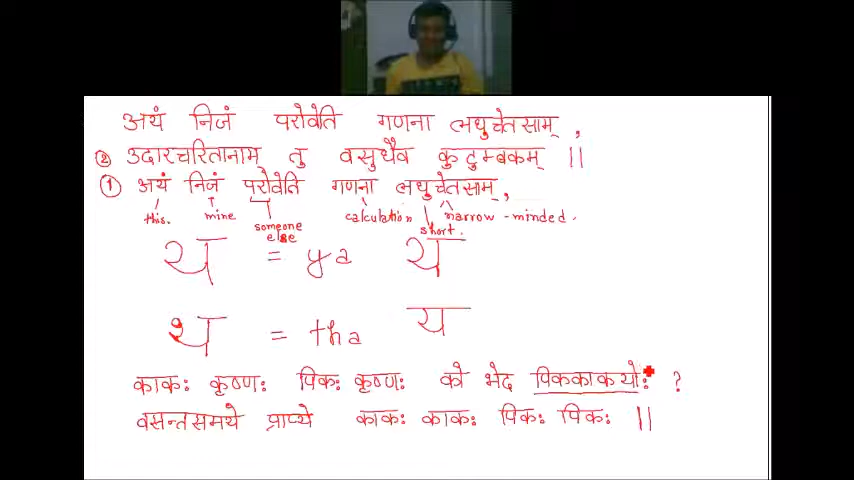 अयं निजं परोवेति गणना लघुचेतसाम्,
② उदारचरितानाम् तु वसुधैव कुटुम्बकम् ||
① अयं निजं परोवेति गणना लघुचेतसाम्,
this. mine someone else calculation short. narrow-minded.
य = ya य
थ = tha य
काकः कृष्णः पिकः कृष्णः को भेद पिककाकयोः ?
वसन्तसमये प्राप्ये काकः काकः पिकः पिकः ||